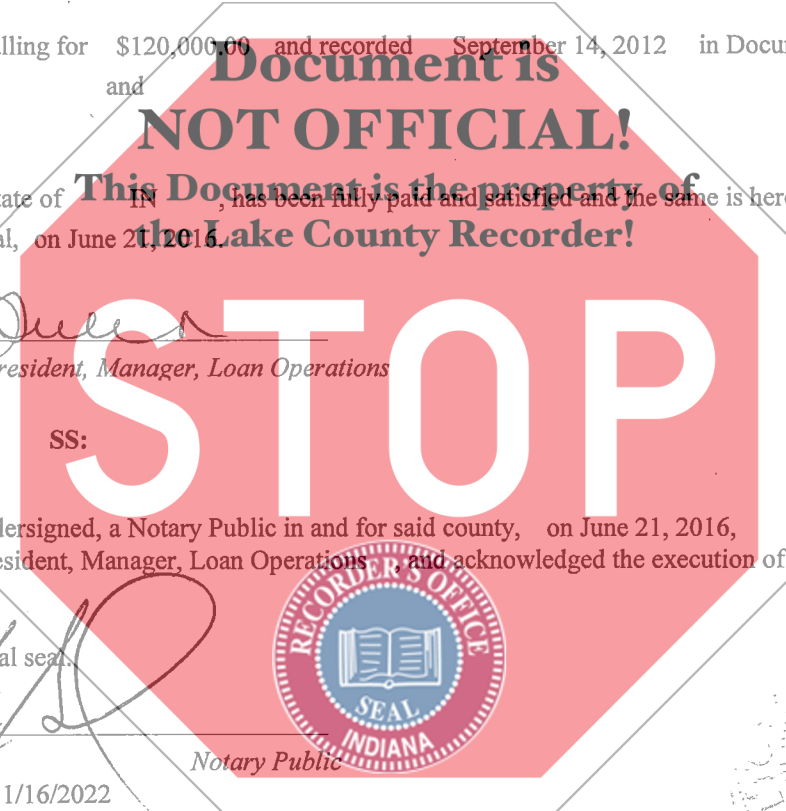 lling for $120,000.00 and recorded September 14, 2012 in Docu
Document is
and
NOT OFFICIAL!
This Document is the property of
tate of IN , has been fully paid and satisfied and the same is here
the Lake County Recorder!
al, on June 21, 2016.
resident, Manager, Loan Operations
SS:
STOP
dersigned, a Notary Public in and for said county, on June 21, 2016,
esident, Manager, Loan Operations , and acknowledged the execution of
RECORDER'S OFFICE
al seal.
SEAL
INDIANA
Notary Public
1/16/2022